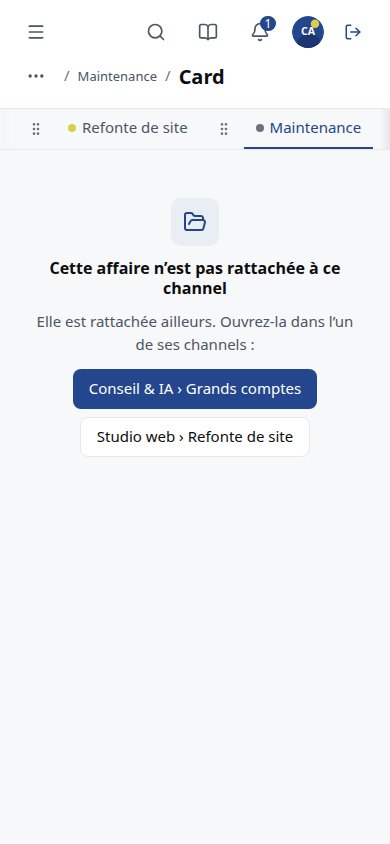 1
CA
/ Maintenance / Card
Refonte de site
Maintenance
Cette affaire n’est pas rattachée à ce
channel
Elle est rattachée ailleurs. Ouvrez-la dans l’un
de ses channels :
Conseil & IA › Grands comptes
Studio web › Refonte de site